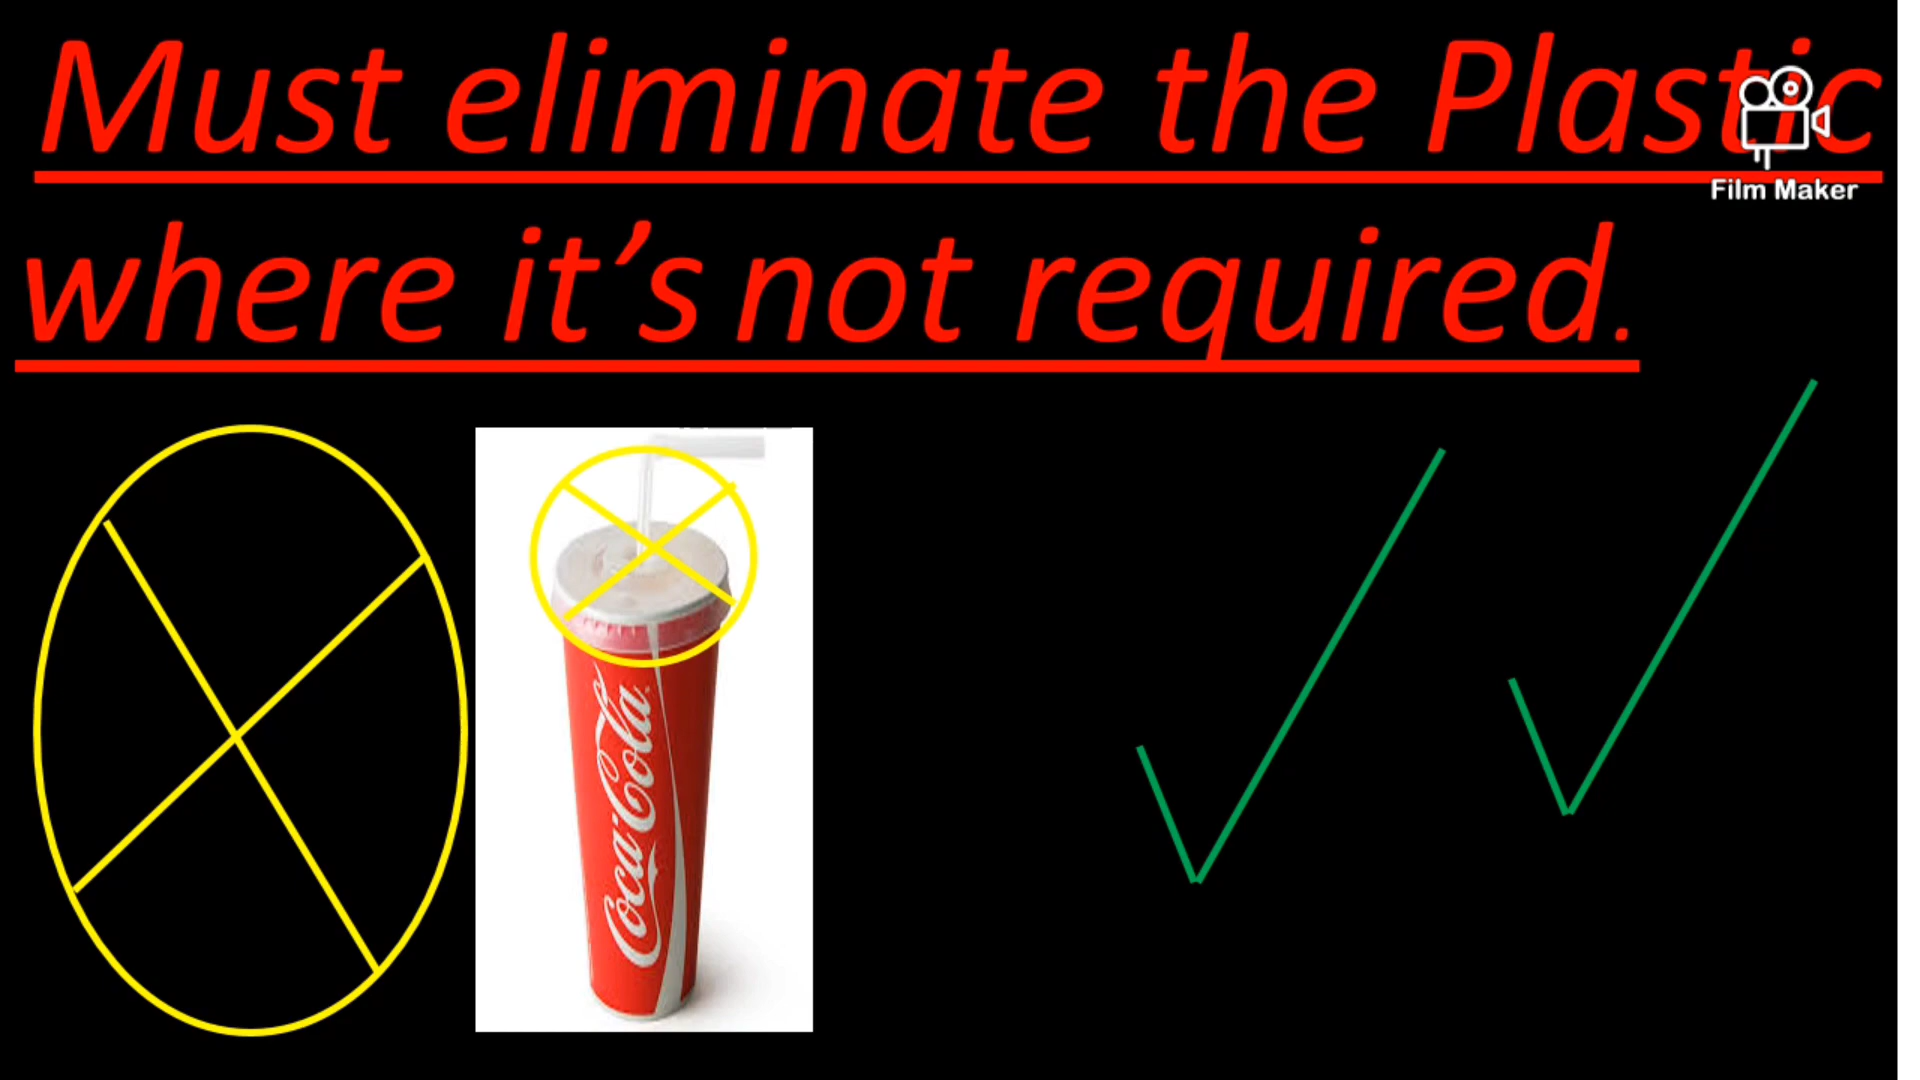 Must eliminate the Plastic
Film Maker
where it’s not required.
Coca-Cola